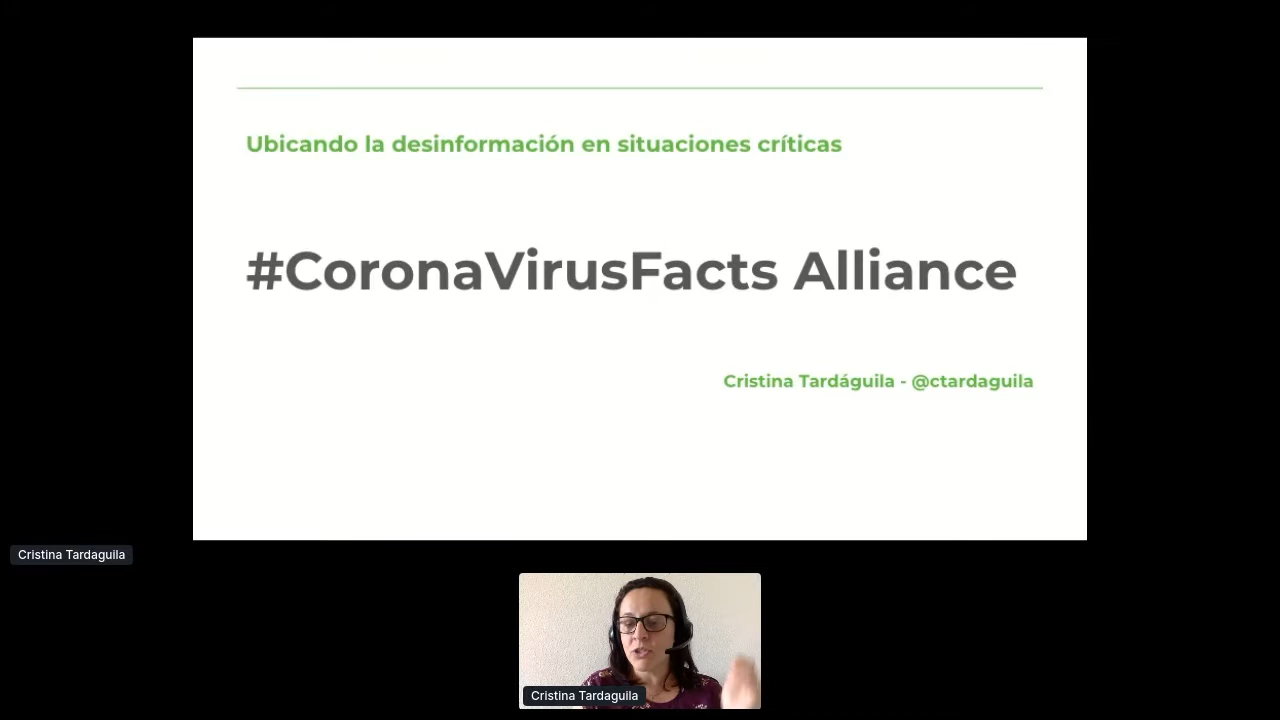 Ubicando la desinformación en situaciones críticas
#CoronaVirusFacts Alliance
Cristina Tardáguila - @ctardaguila
Cristina Tardaguila
Cristina Tardaguila